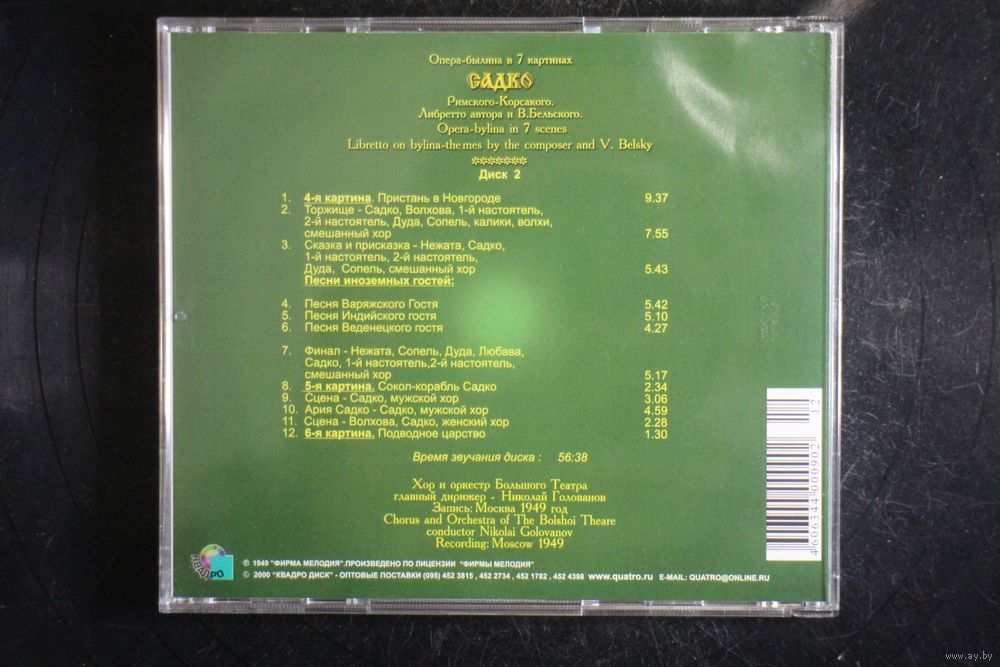 Опера-былина в 7 картинах
САДКО
Римского-Корсакого.
Либретто автора и В.Бельского.
Opera-bylina in 7 scenes
Libretto on bylina-the mes by the composer and V. Belsky
*******
Диск 2
1. 4-я картина. Пристань в Новгороде 9.37
2. Торжище - Садко, Волхова, 1-й настоятель,
2-й настоятель, Дуда, Сопель, калики, волхи,
смешанный хор 7.55
3. Сказка и присказка - Нежата, Садко,
1-й настоятель, 2-й настоятель,
Дуда, Сопель, смешанный хор 5.43
Песни иноземных гостей:
4. Песня Варяжского Гостя 5.42
5. Песня Индийского гостя 5.10
6. Песня Веденецкого гостя 4.27
7. Финал - Нежата, Сопель, Дуда, Любава,
Садко, 1-й настоятель,2-й настоятель,
смешанный хор 5.17
8. 5-я картина. Сокол-корабль Садко 2.34
9. Сцена - Садко, мужской хор 3.06
10. Ария Садко - Садко, мужской хор 4.59
11. Сцена - Волхова, Садко, женский хор 2.28
12. 6-я картина. Подводное царство 1.30
Время звучания диска : 56:38
Хор и оркестр Большого Театра
главный дирижер - Николай Голованов
Запись: Москва 1949 год
Chorus and Orchestra of The Bolshoi Theare
conductor Nikolai Golovanov
Recording: Moscow 1949
КВАДРО
℗ 1949 "ФИРМА МЕЛОДИЯ".ПРОИЗВЕДЕНО ПО ЛИЦЕНЗИИ "ФИРМЫ МЕЛОДИЯ"
© 2000 "КВАДРО ДИСК" - ОПТОВЫЕ ПОСТАВКИ (095) 452 3815 , 452 2734 , 452 1782 , 452 4398 www.quatro.ru E-MAIL: QUATRO@ONLINE.RU
4606344000902
12
www.ay.by